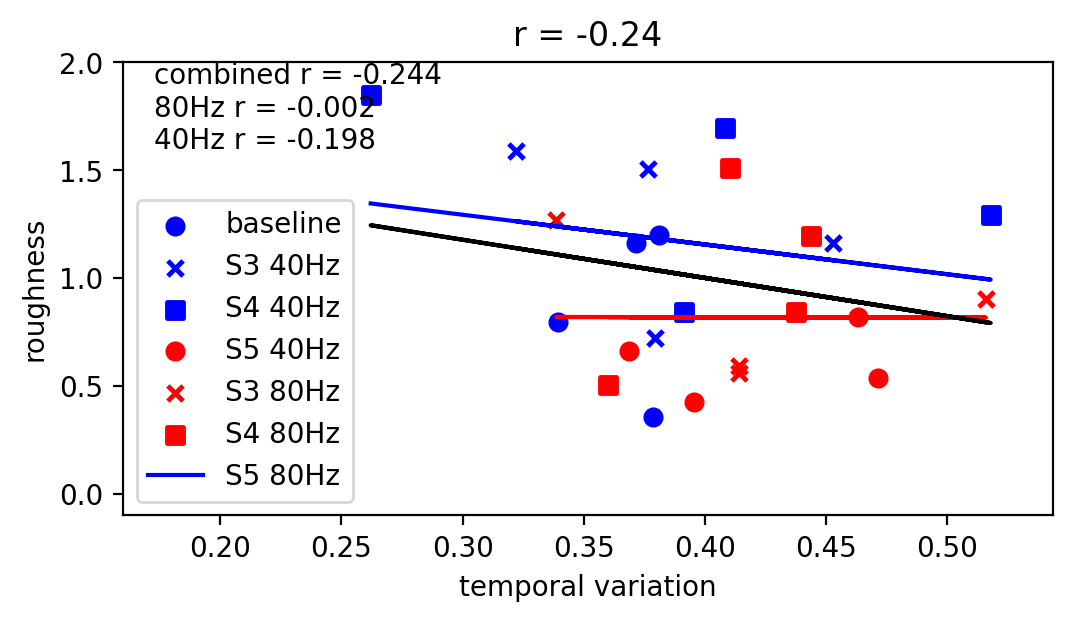 r = -0.24
combined r = -0.244
80Hz r = -0.002
40Hz r = -0.198
2.0
1.5
1.0
0.5
0.0
roughness
baseline
S3 40Hz
S4 40Hz
S5 40Hz
S3 80Hz
S4 80Hz
S5 80Hz
0.20 0.25 0.30 0.35 0.40 0.45 0.50
temporal variation